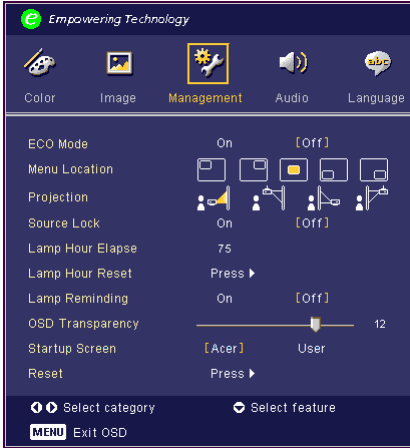 e Empowering Technology
Color Image Management Audio Language
abc
ECO Mode On [Off]
Menu Location
Projection
Source Lock On [Off]
Lamp Hour Elapse 75
Lamp Hour Reset Press
Lamp Reminding On [Off]
OSD Transparency 12
Startup Screen [Acer] User
Reset Press
Select category Select feature
MENU Exit OSD